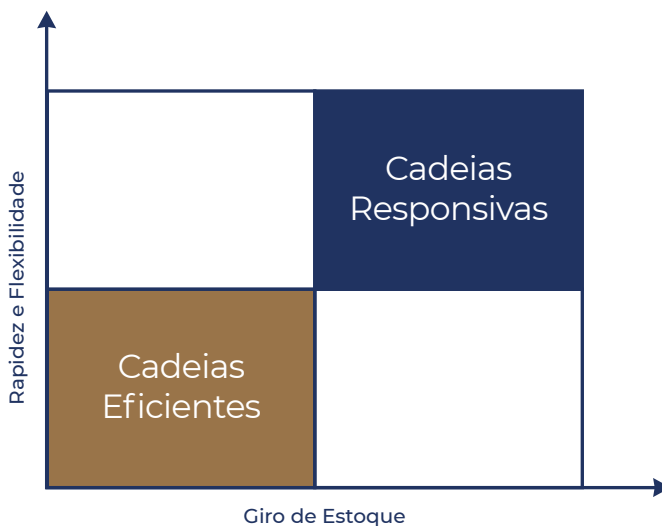 Rapidez e Flexibilidade
Cadeias
Responsivas
Cadeias
Eficientes
Giro de Estoque